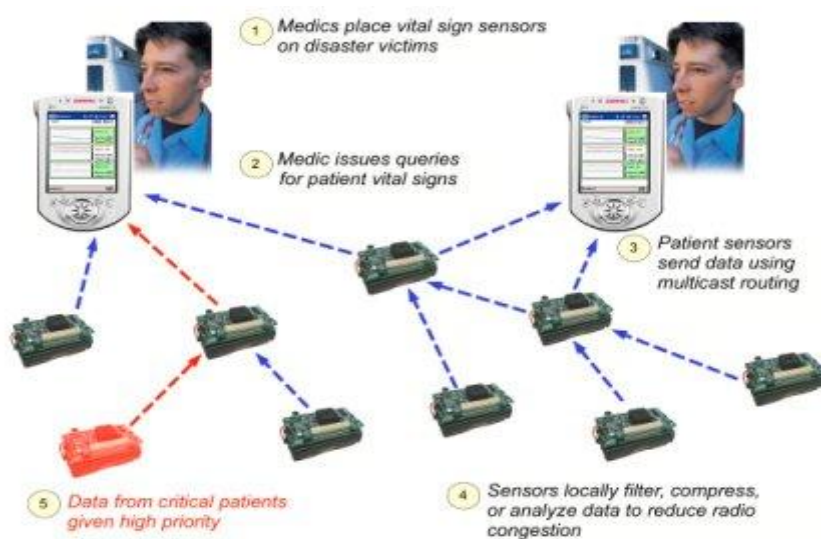 1 Medics place vital sign sensors
on disaster victims
2 Medic issues queries
for patient vital signs
3 Patient sensors
send data using
multicast routing
5 Data from critical patients
given high priority
4 Sensors locally filter, compress,
or analyze data to reduce radio
congestion